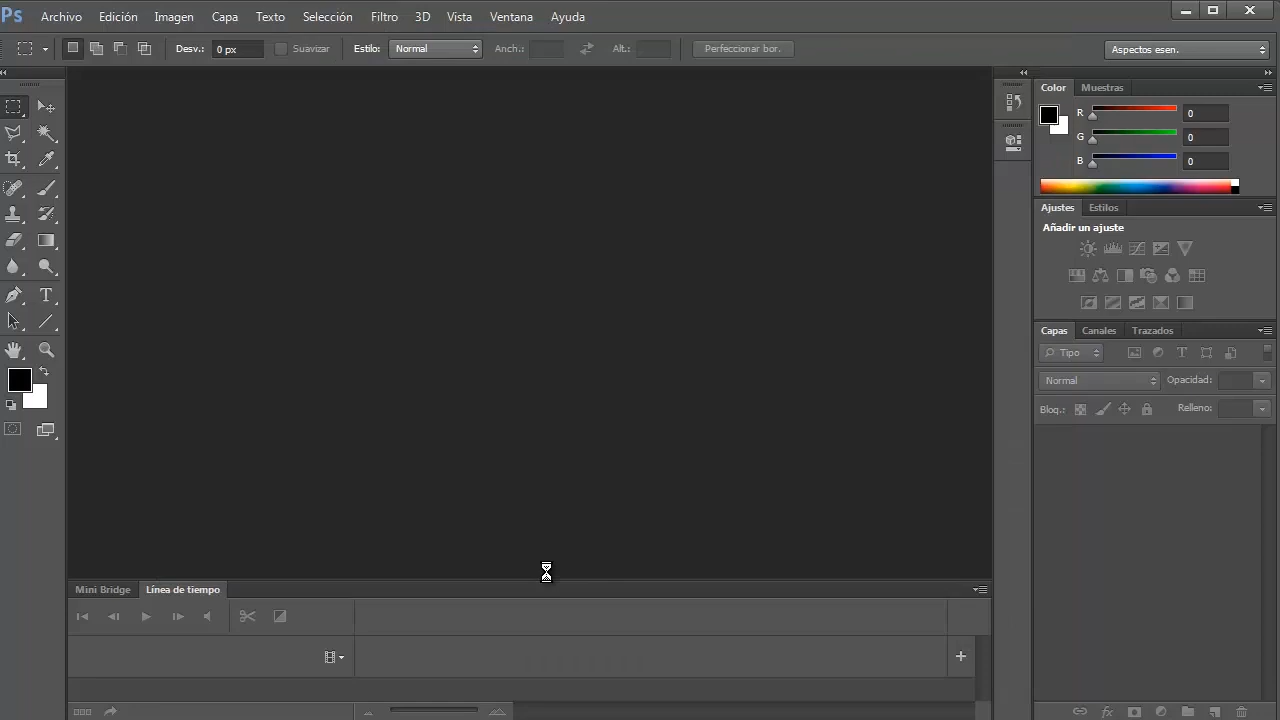 Ps Archivo Edición Imagen Capa Texto Selección Filtro 3D Vista Ventana Ayuda
Desv.: 0 px Suavizar Estilo: Normal Anch.: Alt.: Perfeccionar bor. Aspectos esen.
Color Muestras
R 0
G 0
B 0
Ajustes Estilos
Añadir un ajuste
Capas Canales Trazados
Tipo
Normal Opacidad:
Bloq.: Relleno:
Mini Bridge Línea de tiempo